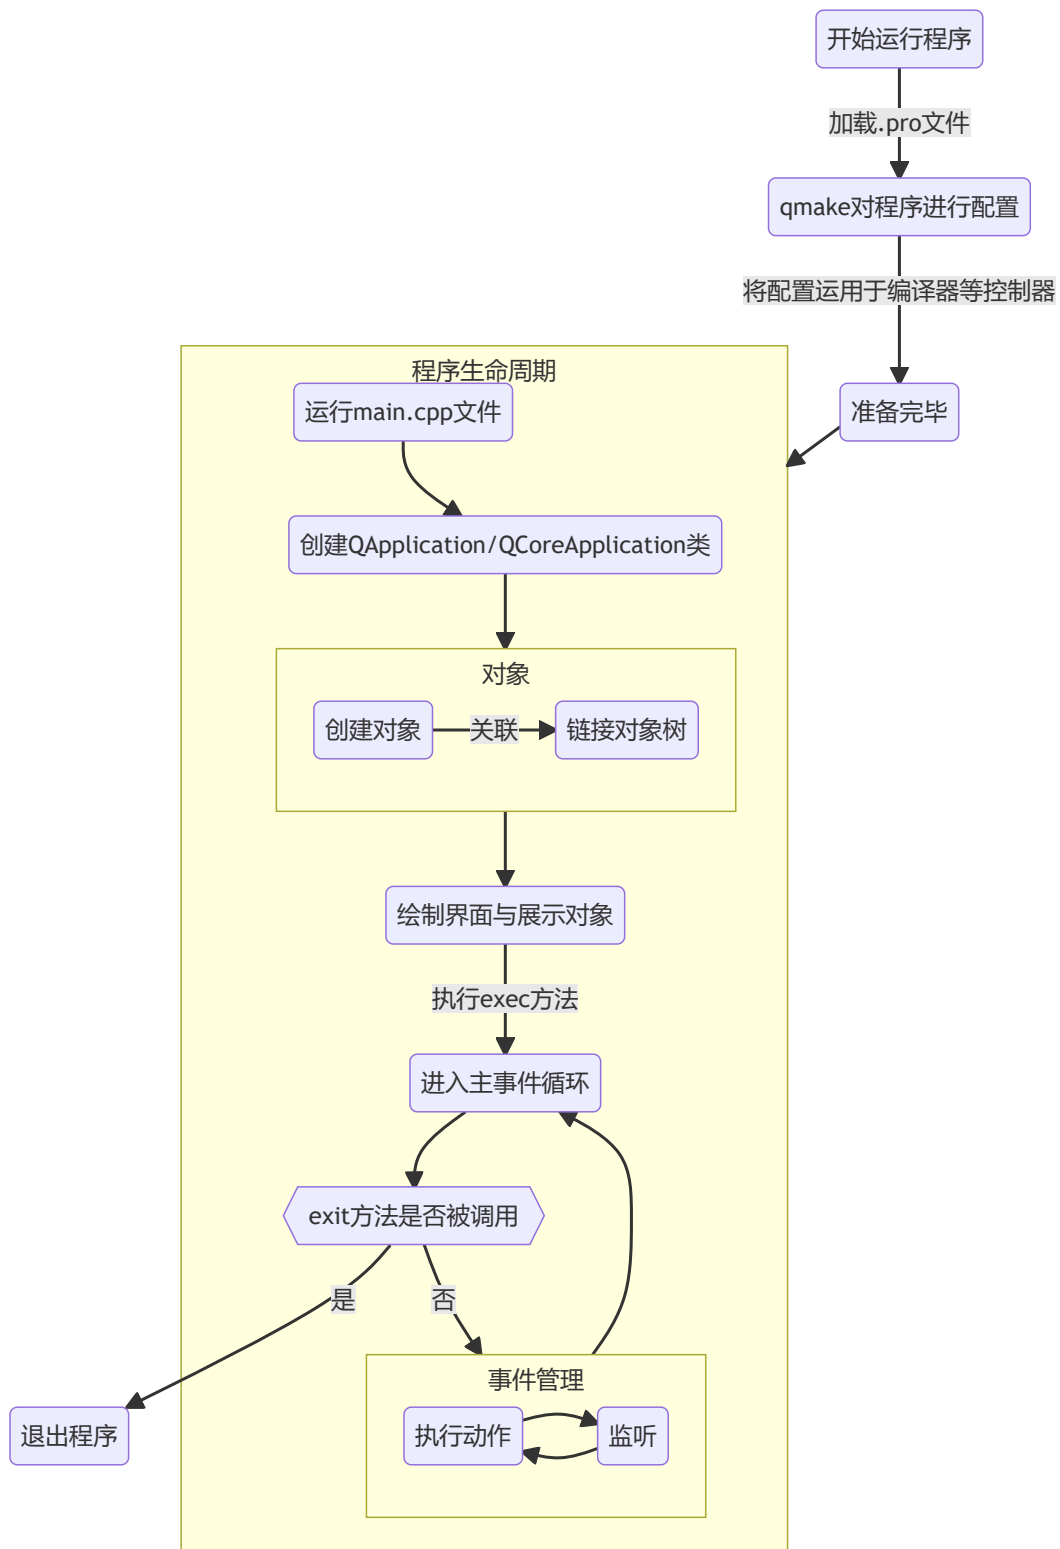 开始运行程序
加载.pro文件
qmake对程序进行配置
将配置运用于编译器等控制器
准备完毕
程序生命周期
运行main.cpp文件
创建QApplication/QCoreApplication类
对象
创建对象
关联
链接对象树
绘制界面与展示对象
执行exec方法
进入主事件循环
exit方法是否被调用
是
否
退出程序
事件管理
执行动作
监听